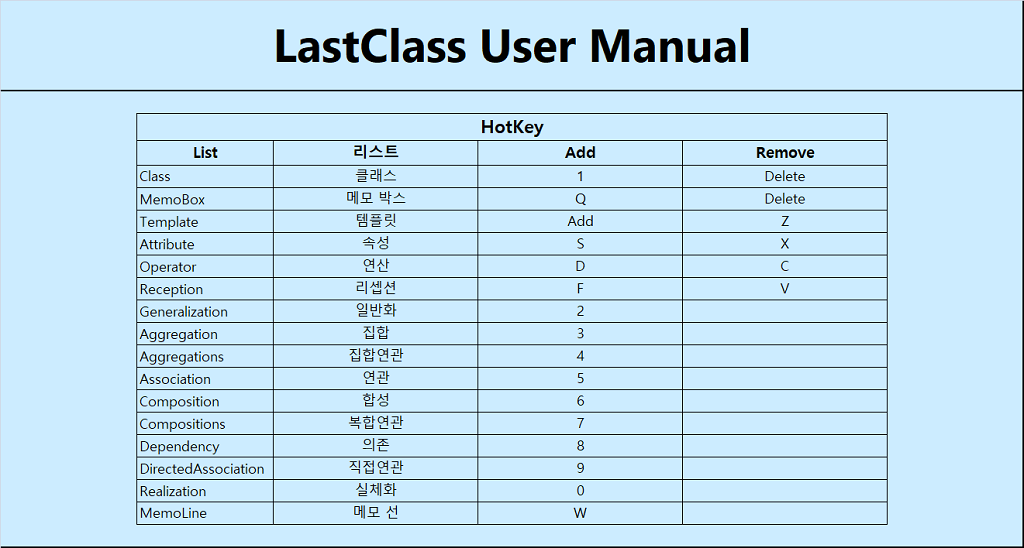 LastClass User Manual
HotKey
List 리스트 Add Remove
Class 클래스 1 Delete
MemoBox 메모 박스 Q Delete
Template 템플릿 Add Z
Attribute 속성 S X
Operator 연산 D C
Reception 리셉션 F V
Generalization 일반화 2
Aggregation 집합 3
Aggregations 집합연관 4
Association 연관 5
Composition 합성 6
Compositions 복합연관 7
Dependency 의존 8
DirectedAssociation 직접연관 9
Realization 실체화 0
MemoLine 메모 선 W